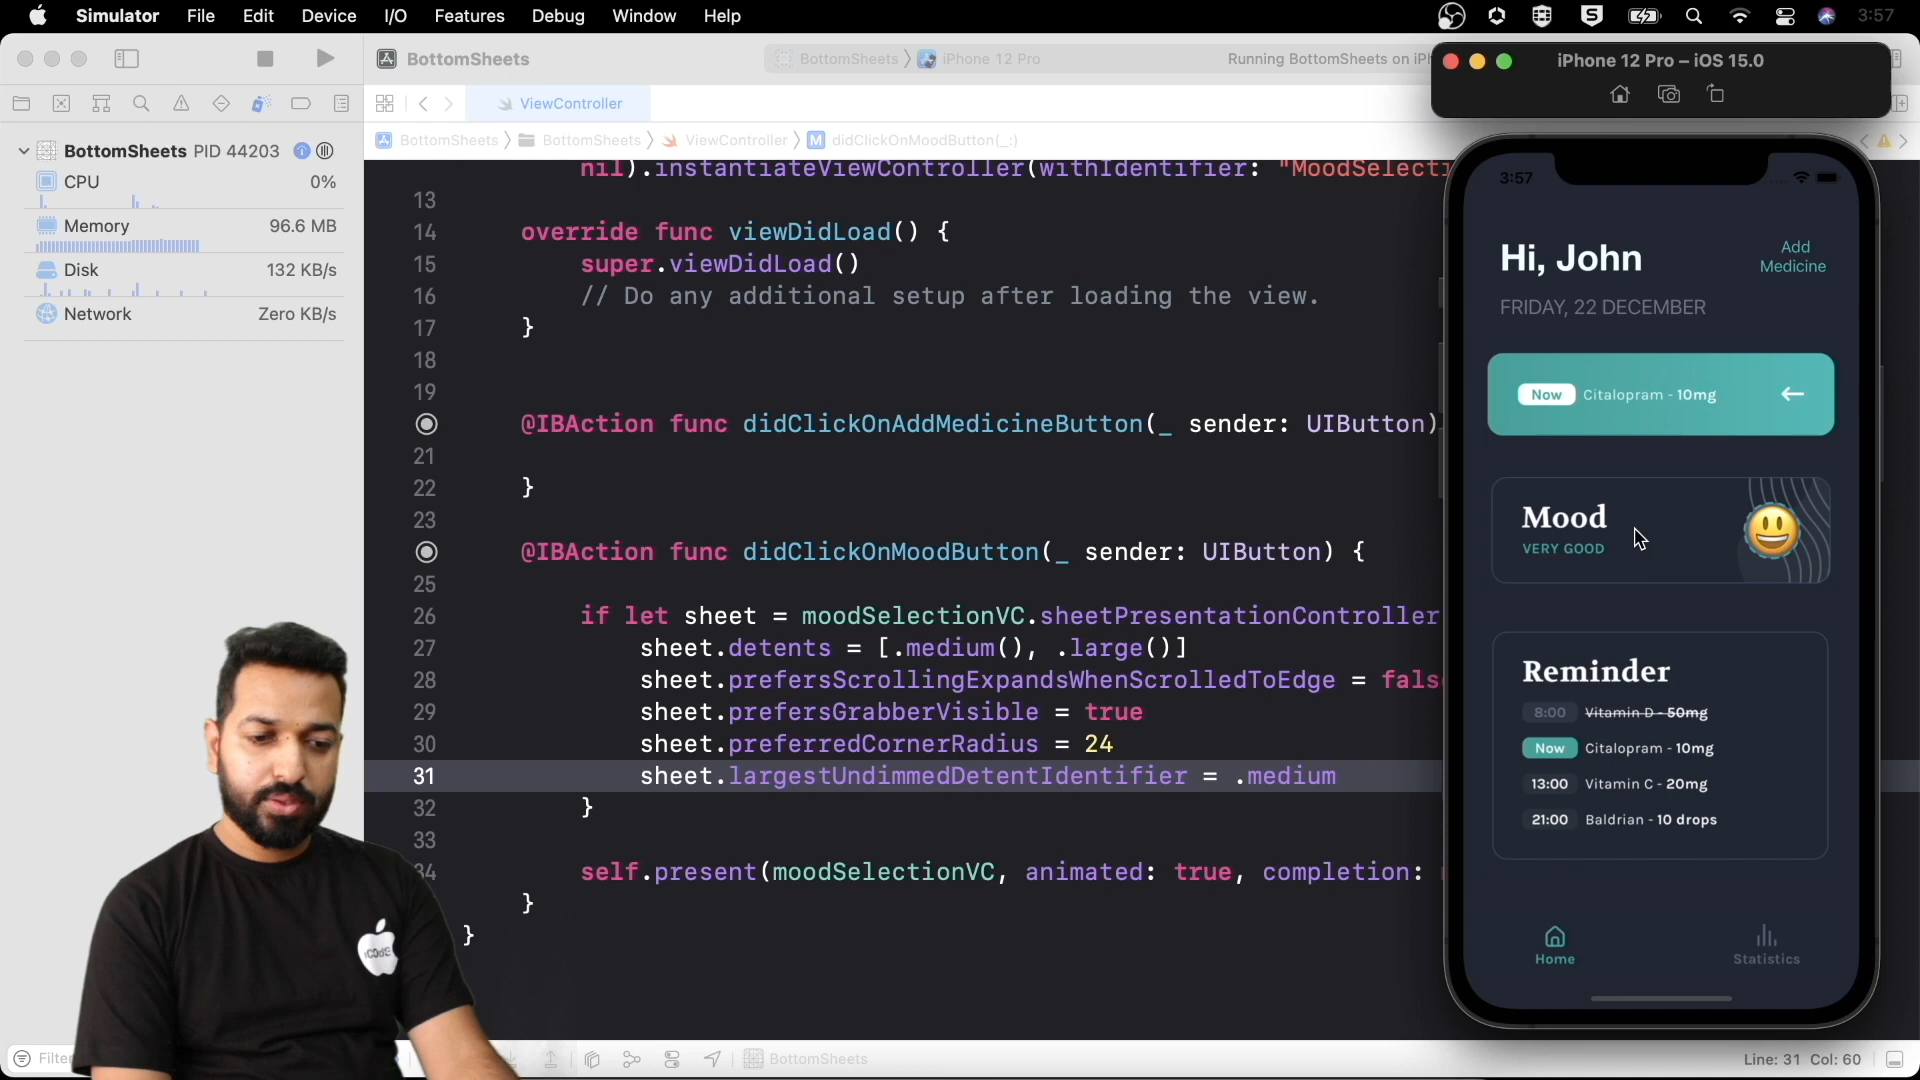 Simulator File Edit Device I/O Features Debug Window Help 3:57
BottomSheets BottomSheets iPhone 12 Pro Running BottomSheets on iPh
iPhone 12 Pro – iOS 15.0
ViewController
BottomSheets BottomSheets ViewController M didClickOnMoodButton(_:)
BottomSheets PID 44203
CPU 0%
Memory 96.6 MB
Disk 132 KB/s
Network Zero KB/s
nil).instantiateViewController(withIdentifier: "MoodSelecti
13
14 override func viewDidLoad() {
15 super.viewDidLoad()
16 // Do any additional setup after loading the view.
17 }
18
19
@IBAction func didClickOnAddMedicineButton(_ sender: UIButton)
21
22 }
23
@IBAction func didClickOnMoodButton(_ sender: UIButton) {
25
26 if let sheet = moodSelectionVC.sheetPresentationController
27 sheet.detents = [.medium(), .large()]
28 sheet.prefersScrollingExpandsWhenScrolledToEdge = false
29 sheet.prefersGrabberVisible = true
30 sheet.preferredCornerRadius = 24
31 sheet.largestUndimmedDetentIdentifier = .medium
32 }
33
34 self.present(moodSelectionVC, animated: true, completion:
}
}
3:57
Hi, John
Add
Medicine
FRIDAY, 22 DECEMBER
Now Citalopram - 10mg
Mood
VERY GOOD
Reminder
8:00 Vitamin D - 50mg
Now Citalopram - 10mg
13:00 Vitamin C - 20mg
21:00 Baldrian - 10 drops
Home Statistics
iCODE
Filter
BottomSheets
Line: 31 Col: 60